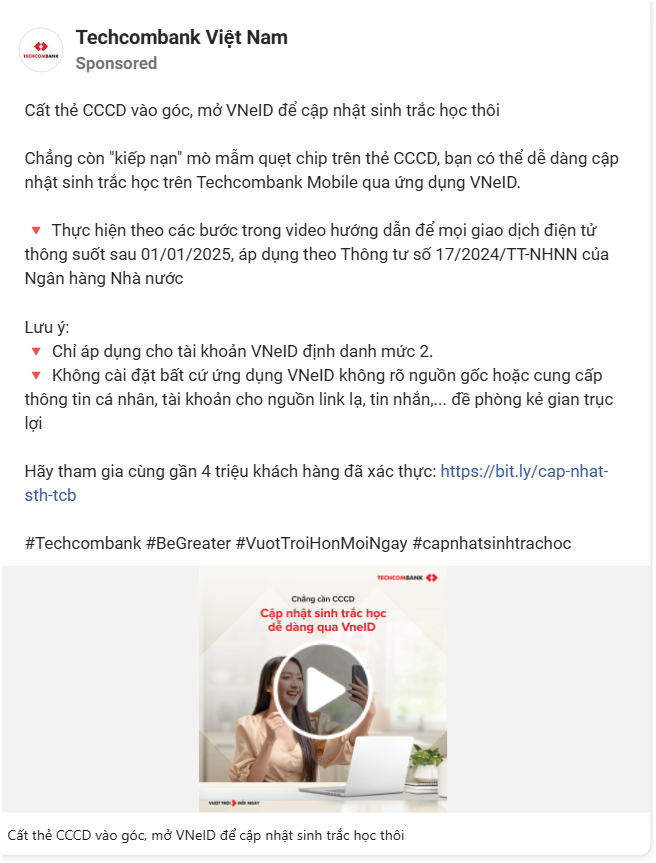 Techcombank Việt Nam
TECHCOMBANK
Sponsored
Cất thẻ CCCD vào góc, mở VNeID để cập nhật sinh trắc học thôi
Chẳng còn "kiếp nạn" mò mẫm quẹt chip trên thẻ CCCD, bạn có thể dễ dàng cập
nhật sinh trắc học trên Techcombank Mobile qua ứng dụng VNeID.
🔻 Thực hiện theo các bước trong video hướng dẫn để mọi giao dịch điện tử
thông suốt sau 01/01/2025, áp dụng theo Thông tư số 17/2024/TT-NHNN của
Ngân hàng Nhà nước
Lưu ý:
🔻 Chỉ áp dụng cho tài khoản VNeID định danh mức 2.
🔻 Không cài đặt bất cứ ứng dụng VNeID không rõ nguồn gốc hoặc cung cấp
thông tin cá nhân, tài khoản cho nguồn link lạ, tin nhắn,... đề phòng kẻ gian trục
lợi
Hãy tham gia cùng gần 4 triệu khách hàng đã xác thực: https://bit.ly/cap-nhat-
sth-tcb
#Techcombank #BeGreater #VuotTroiHonMoiNgay #capnhatsinhtrachoc
TECHCOMBANK
Chẳng cần CCCD
Cập nhật sinh trắc học
dễ dàng qua VneID
VƯỢT TRỘI MỖI NGÀY
Cất thẻ CCCD vào góc, mở VNeID để cập nhật sinh trắc học thôi